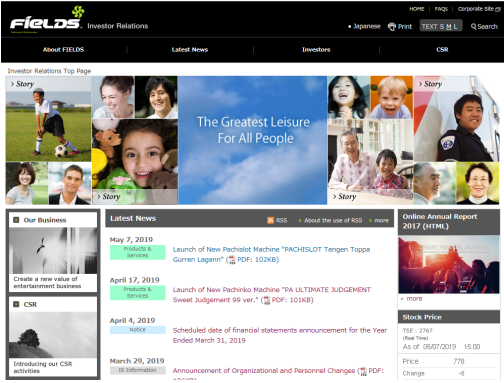 HOME | FAQs | Corporate Site
FIELDS. Investor Relations
Japanese Print TEXT S M L Search
About FIELDS Latest News Investors CSR
Investor Relations Top Page
> Story
> Story
The Greatest Leisure
For All People
> Story
> Story
Our Business
Create a new value of
entertainment business
CSR
Introducing our CSR
activities
Latest News RSS About the use of RSS more
May 7, 2019
Products &
Services
Launch of New Pachislot Machine "PACHISLOT Tengen Toppa
Gurren Lagann" ( PDF: 102KB)
April 17, 2019
Products &
Services
Launch of New Pachinko Machine "PA ULTIMATE JUDGEMENT
Sweet Judgement 99 ver." ( PDF: 101KB)
April 4, 2019
Notice
Scheduled date of financial statements announcement for the Year
Ended March 31, 2019
March 29, 2019
IR Information
Announcement of Organizational and Personnel Changes ( PDF:
Online Annual Report
2017 (HTML)
more
Stock Price
TSE : 2767
(Real Time)
As of 05/07/2019 15:00
Price 778
Change -6